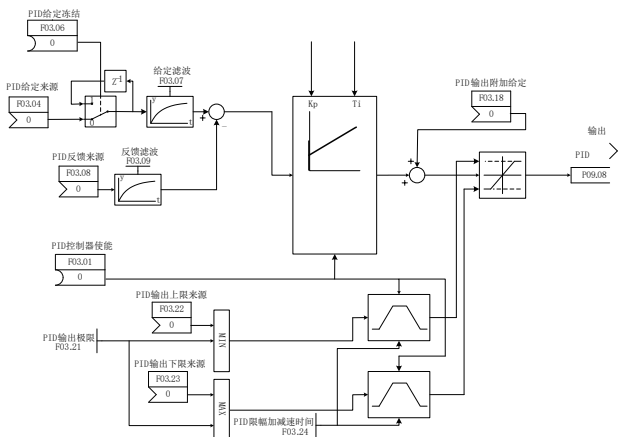 PID给定冻结
F03.06
0
PID给定来源
F03.04
0
Z-1
1
0
给定滤波
F03.07
y
t
+
-
PID反馈来源
F03.08
0
反馈滤波
F03.09
y
t
Kp
Ti
PID输出附加给定
F03.18
0
+
+
输出
PID
F09.08
PID控制器使能
F03.01
0
PID输出上限来源
F03.22
0
MIN
PID输出极限
F03.21
PID输出下限来源
F03.23
0
MAX
PID限幅加减速时间
F03.24